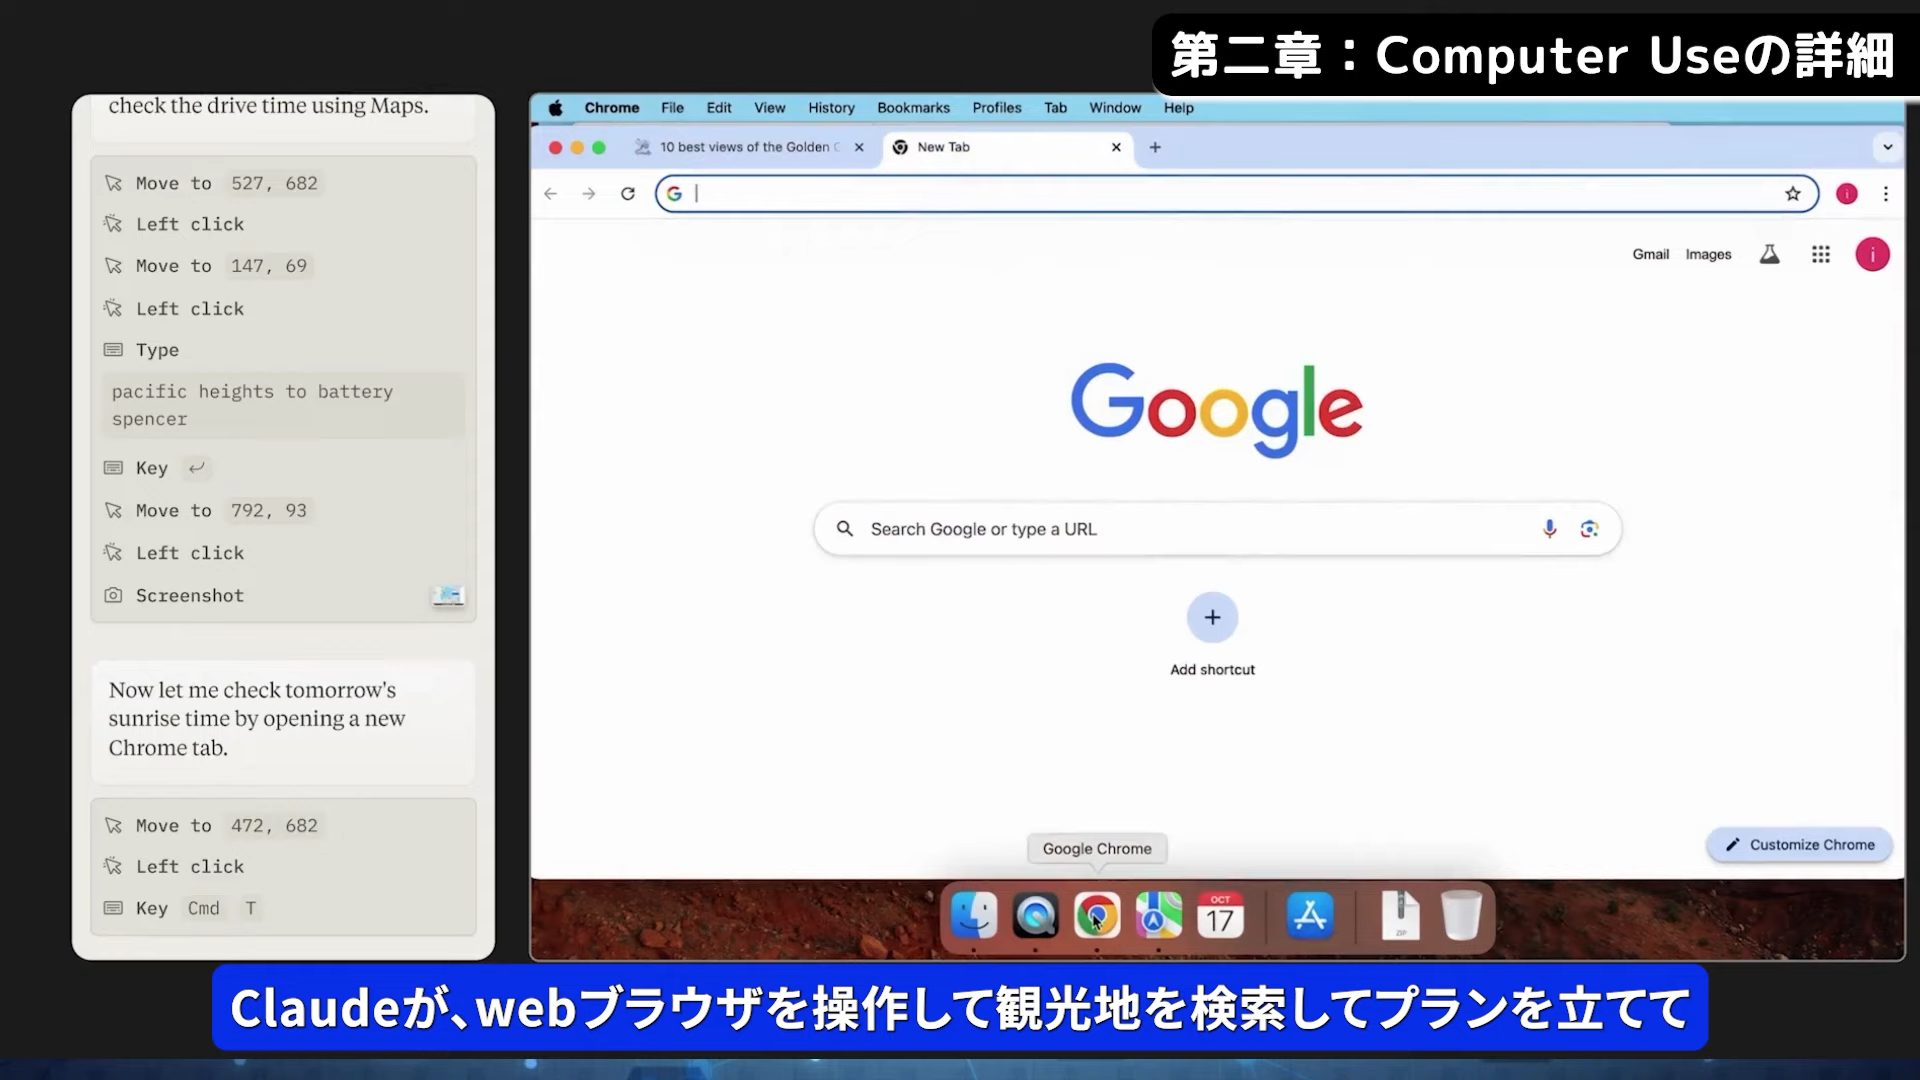 第二章：Computer Useの詳細
check the drive time using Maps.
Move to 527, 682
Left click
Move to 147, 69
Left click
Type
pacific heights to battery
spencer
Key
Move to 792, 93
Left click
Screenshot
Now let me check tomorrow's
sunrise time by opening a new
Chrome tab.
Move to 472, 682
Left click
Key Cmd T
Chrome File Edit View History Bookmarks Profiles Tab Window Help
10 best views of the Golden
New Tab
Gmail Images i
Google
Search Google or type a URL
Add shortcut
Customize Chrome
Google Chrome
OCT
17
ZIP
Claudeが、webブラウザを操作して観光地を検索してプランを立てて